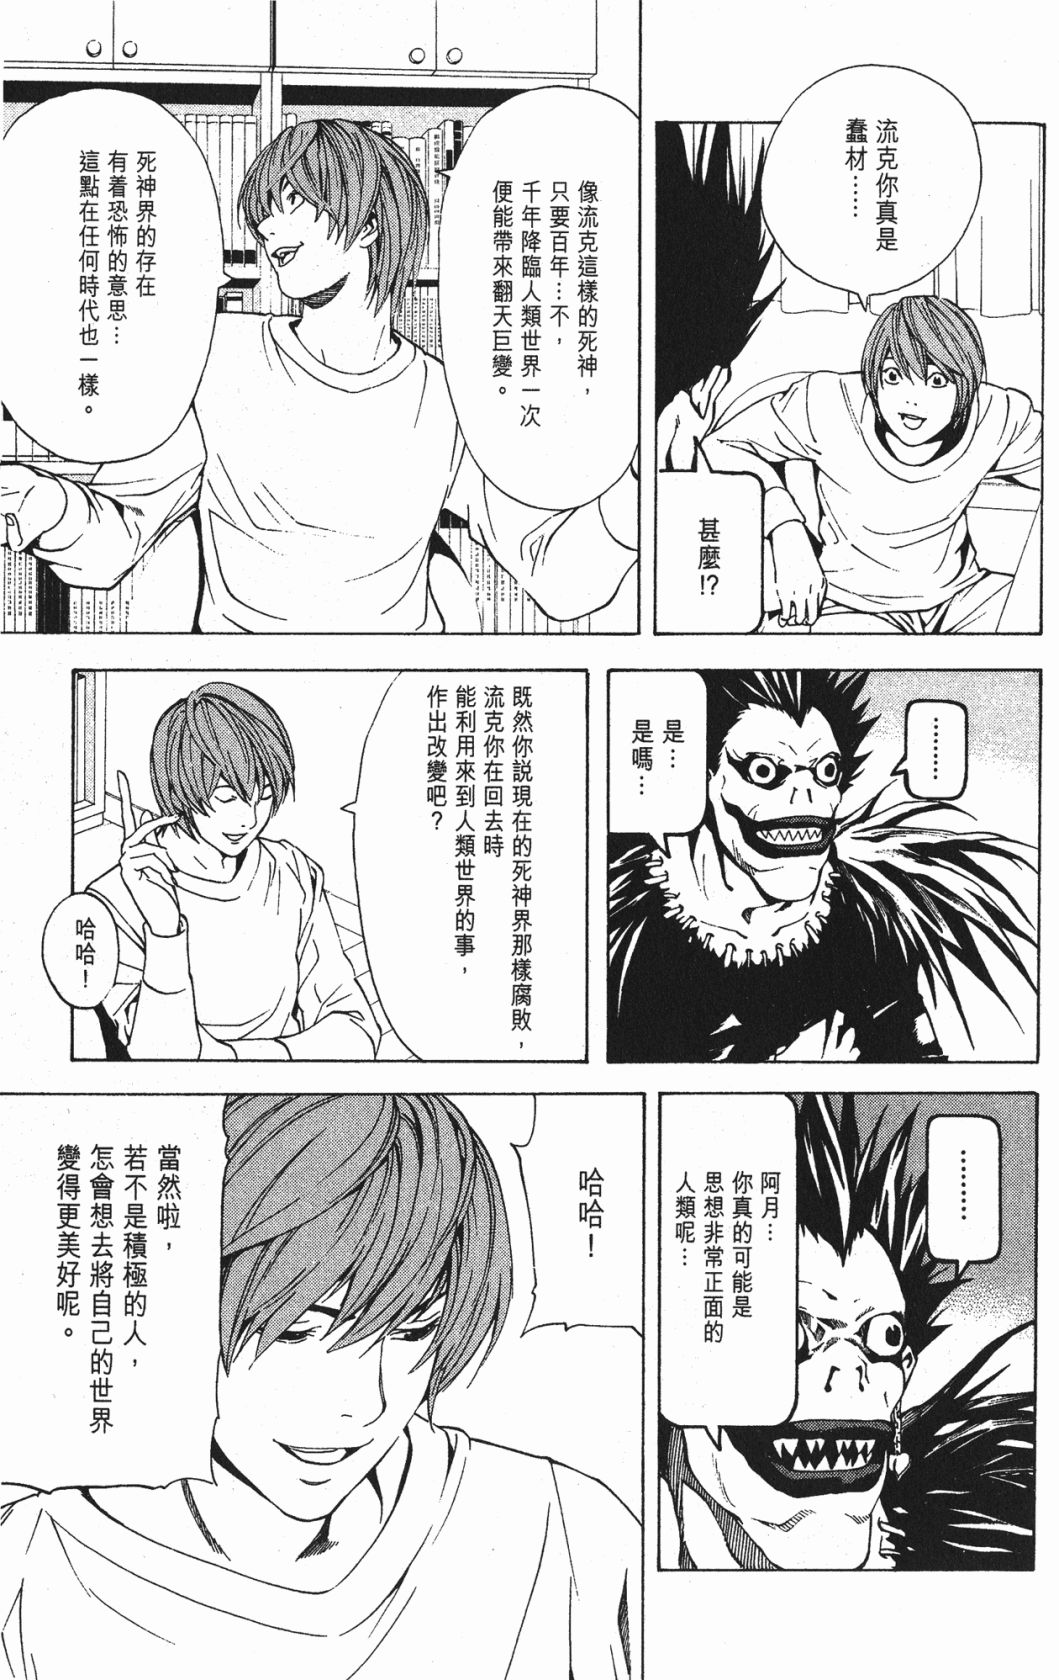 流克你真是
蠢材……
甚麼!?
像流克這樣的死神，
只要百年…不，
千年降臨人類世界一次
便能帶來翻天巨變。
死神界的存在
有着恐怖的意思…
這點在任何時代也一樣。
………
是…
是嗎…
既然你說現在的死神界那樣腐敗，
流克你在回去時
能利用來到人類世界的事，
作出改變吧？
哈哈！
………
阿月…
你真的可能是
思想非常正面的
人類呢…
哈哈！
當然啦，
若不是積極的人，
怎會想去將自己的世界
變得更美好呢。